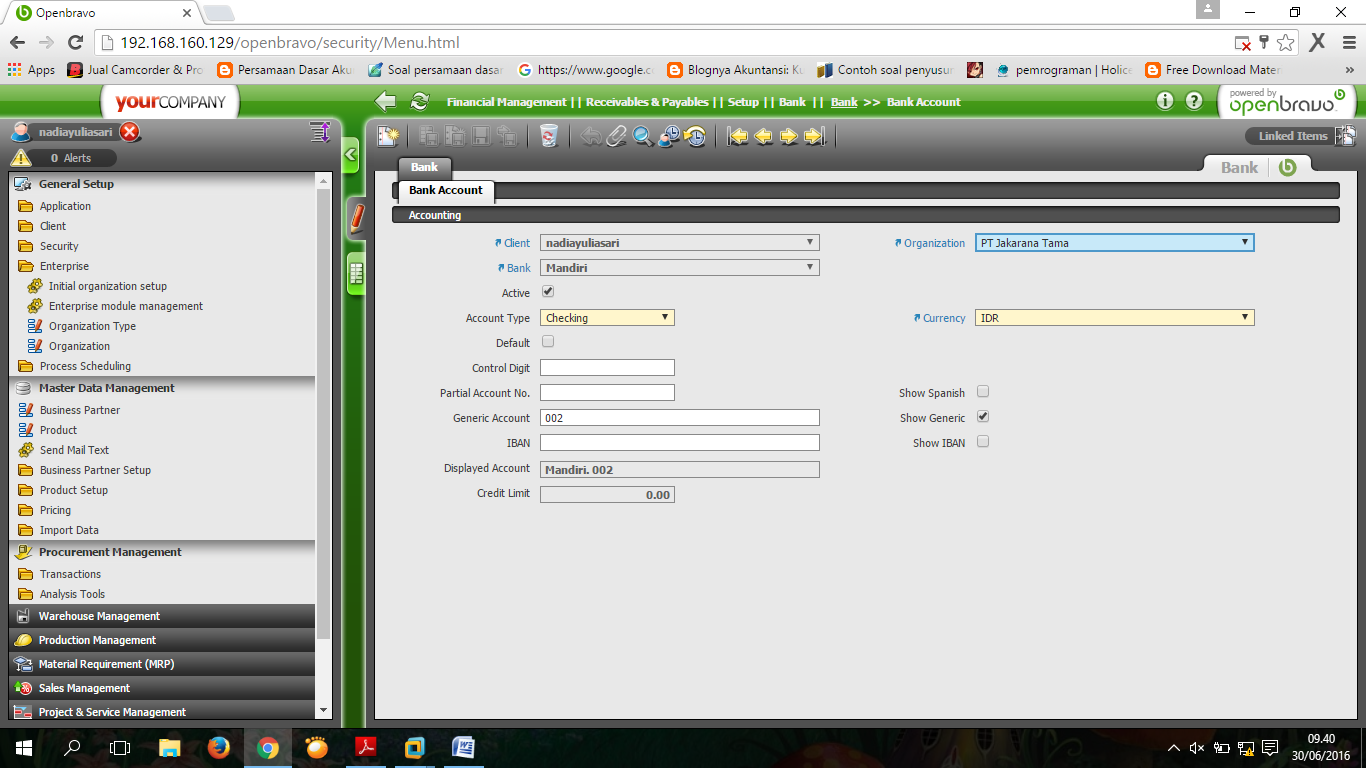 Openbravo
192.168.160.129/openbravo/security/Menu.html
Apps Jual Camcorder & Pro Persamaan Dasar Aku Soal persamaan dasar https://www.google.c Blognya Akuntansi: Ku Contoh soal penyusun pemrograman | Holice Free Download Mater »
yourCOMPANY
Financial Management || Receivables & Payables || Setup || Bank || Bank >> Bank Account
powered by
openbravo
nadiayuliasari
0 Alerts
Linked Items
Bank
Bank
Bank Account
Accounting
General Setup
Application
Client
Security
Enterprise
Initial organization setup
Enterprise module management
Organization Type
Organization
Process Scheduling
Master Data Management
Business Partner
Product
Send Mail Text
Business Partner Setup
Product Setup
Pricing
Import Data
Procurement Management
Transactions
Analysis Tools
Warehouse Management
Production Management
Material Requirement (MRP)
Sales Management
Project & Service Management
Client nadiayuliasari Organization PT Jakarana Tama
Bank Mandiri
Active
Account Type Checking Currency IDR
Default
Control Digit
Partial Account No. Show Spanish
Generic Account 002 Show Generic
IBAN Show IBAN
Displayed Account Mandiri. 002
Credit Limit 0.00
09.40
30/06/2016